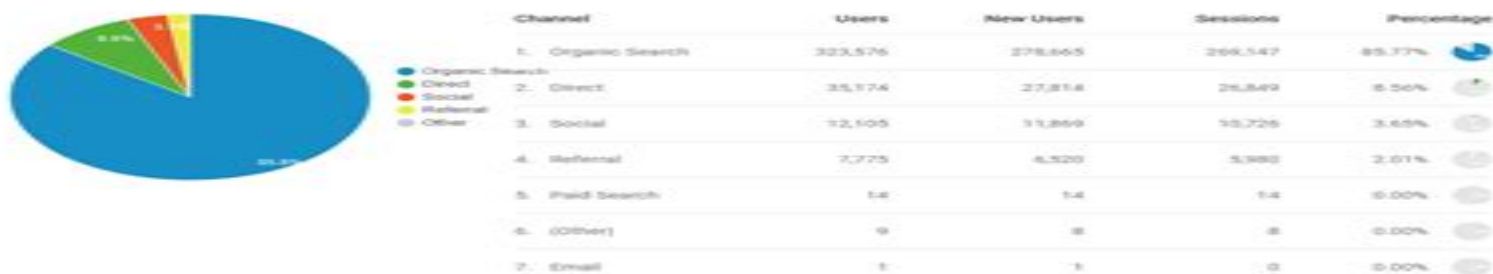 Channel Users New Users Sessions Percentage
1. Organic Search 323,576 278,665 269,147 85.77%
2. Direct 35,174 27,814 26,849 8.56%
3. Social 12,105 11,869 10,726 3.65%
4. Referral 7,775 6,520 5,980 2.01%
5. Paid Search 14 14 14 0.00%
6. (Other) 9 8 8 0.00%
7. Email 1 1 0 0.00%
Organic Search
Direct
Social
Referral
Other